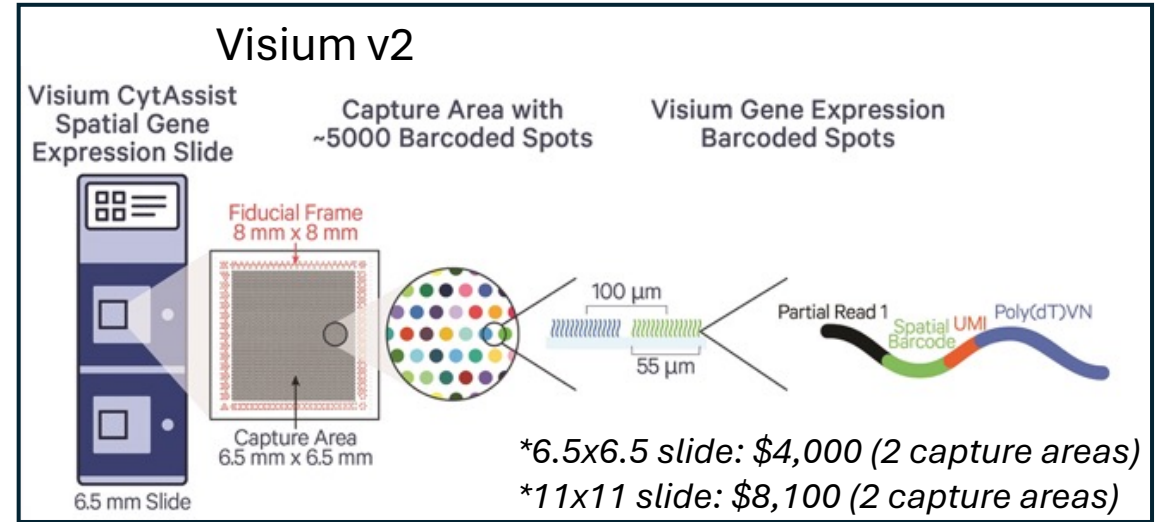 Visium v2
Visium CytAssist
Spatial Gene
Expression Slide
Capture Area with
~5000 Barcoded Spots
Visium Gene Expression
Barcoded Spots
Fiducial Frame
8 mm x 8 mm
Capture Area
6.5 mm x 6.5 mm
6.5 mm Slide
100 µm
55 µm
Partial Read 1
Spatial
Barcode
UMI
Poly(dT)VN
*6.5x6.5 slide: $4,000 (2 capture areas)
*11x11 slide: $8,100 (2 capture areas)